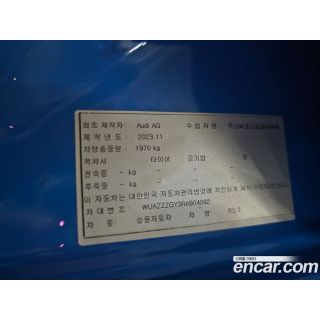 최초 제작자: Audi AG 수입자명:
제작년도: 2023.11
차량총중량: 1970 kg
적차시 타이어 공기압
전축중 - kg
후축중 - kg
이 자동차는 대한민국 자동차관리법령에 적합하게 제작
차대번호: WUAZZZGY3RA904092
차종: 승용자동차 차명: RS 3
encar.com